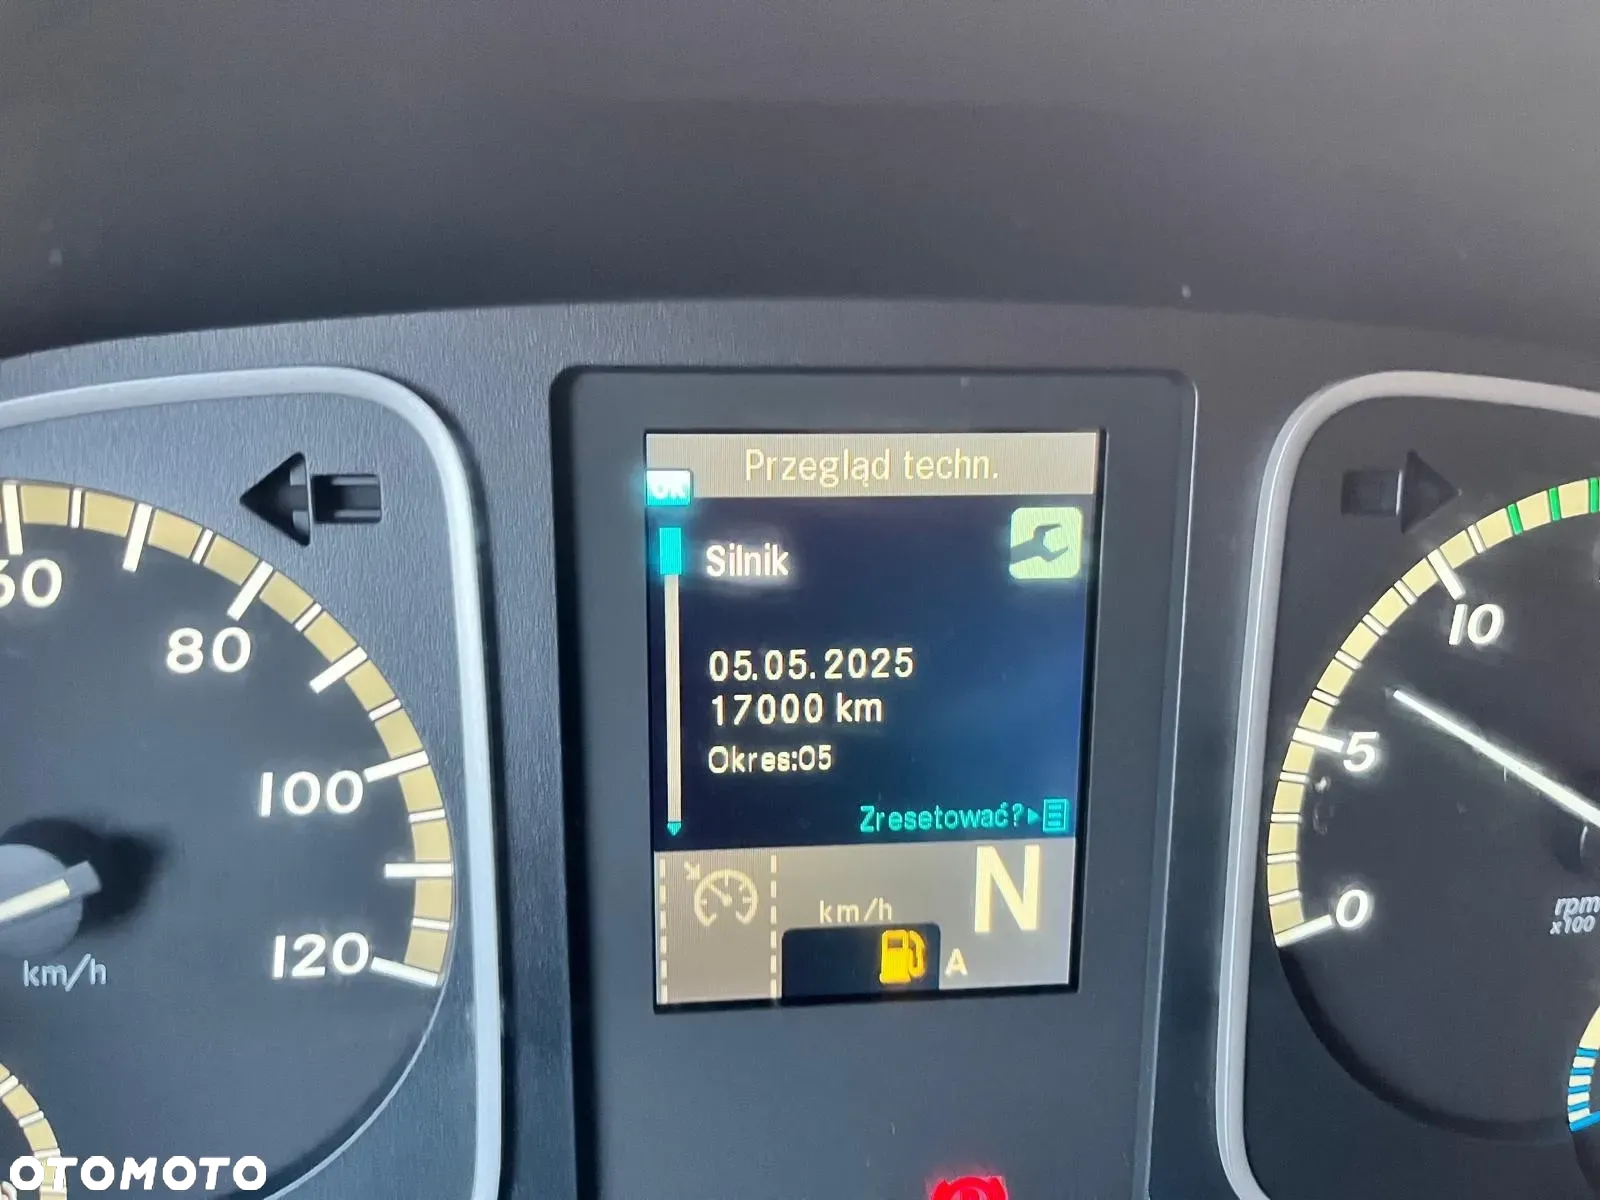 Przegląd techn.
OK
Silnik
05.05.2025
17000 km
Okres:05
Zresetować?
km/h
N
A
60
80
100
120
km/h
10
5
0
rpm
x100
OTOMOTO